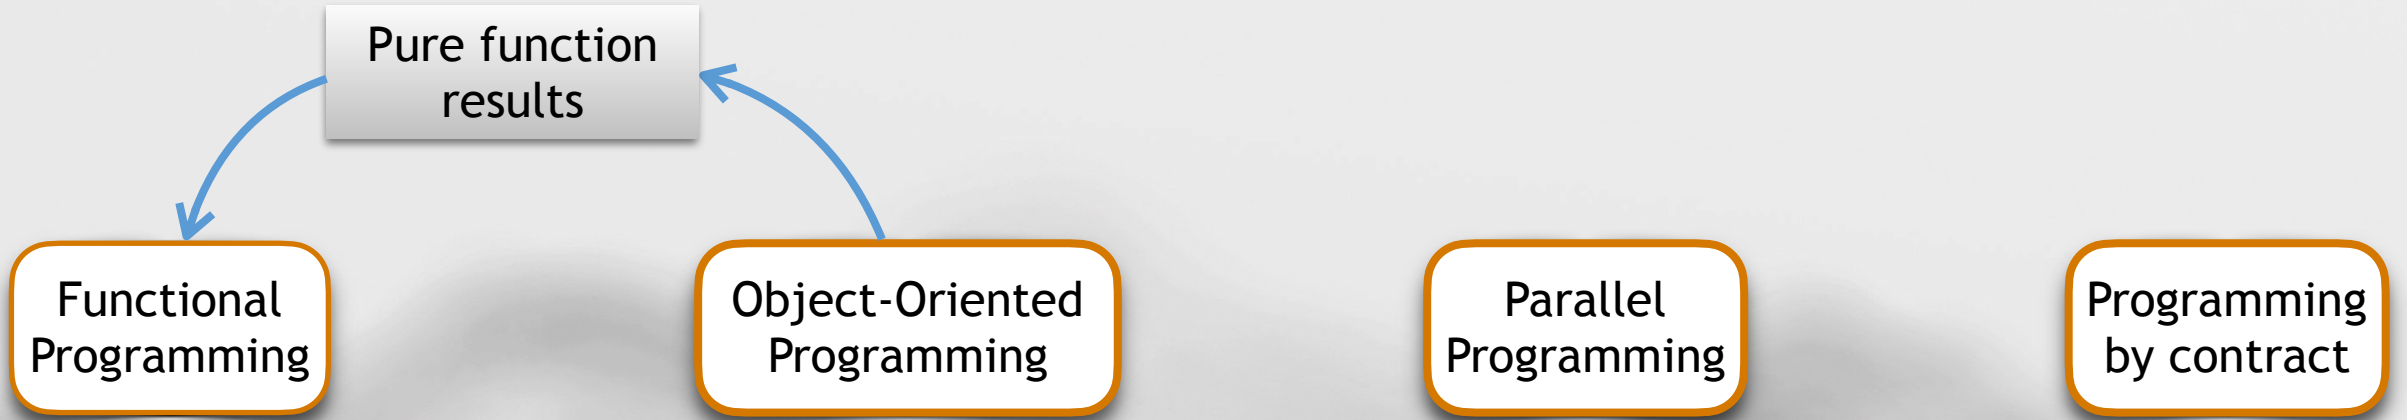 Pure function
results
Functional
Programming
Object-Oriented
Programming
Parallel
Programming
Programming
by contract